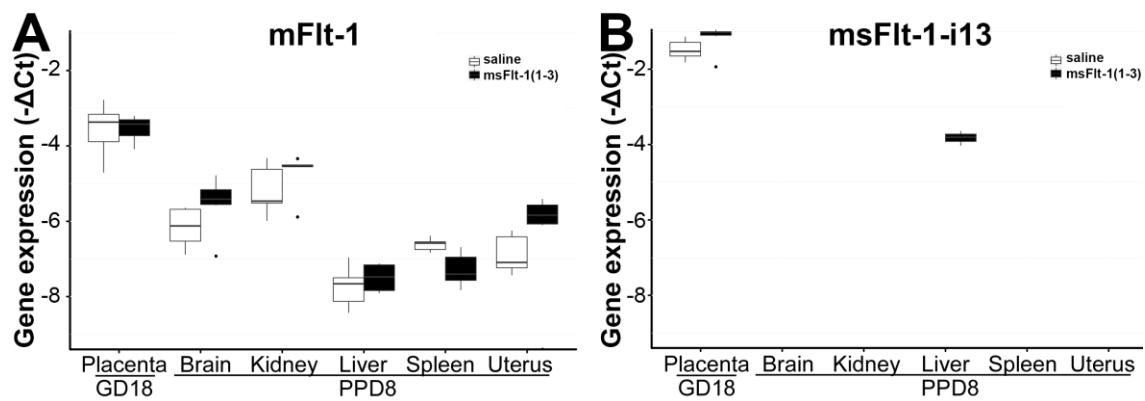 A
mFlt-1
saline
msFlt-1(1-3)
Gene expression (-ΔCt)
-2
-4
-6
-8
Placenta Brain Kidney Liver Spleen Uterus
GD18 PPD8
B
msFlt-1-i13
saline
msFlt-1(1-3)
Gene expression (-ΔCt)
-2
-4
-6
-8
Placenta Brain Kidney Liver Spleen Uterus
GD18 PPD8